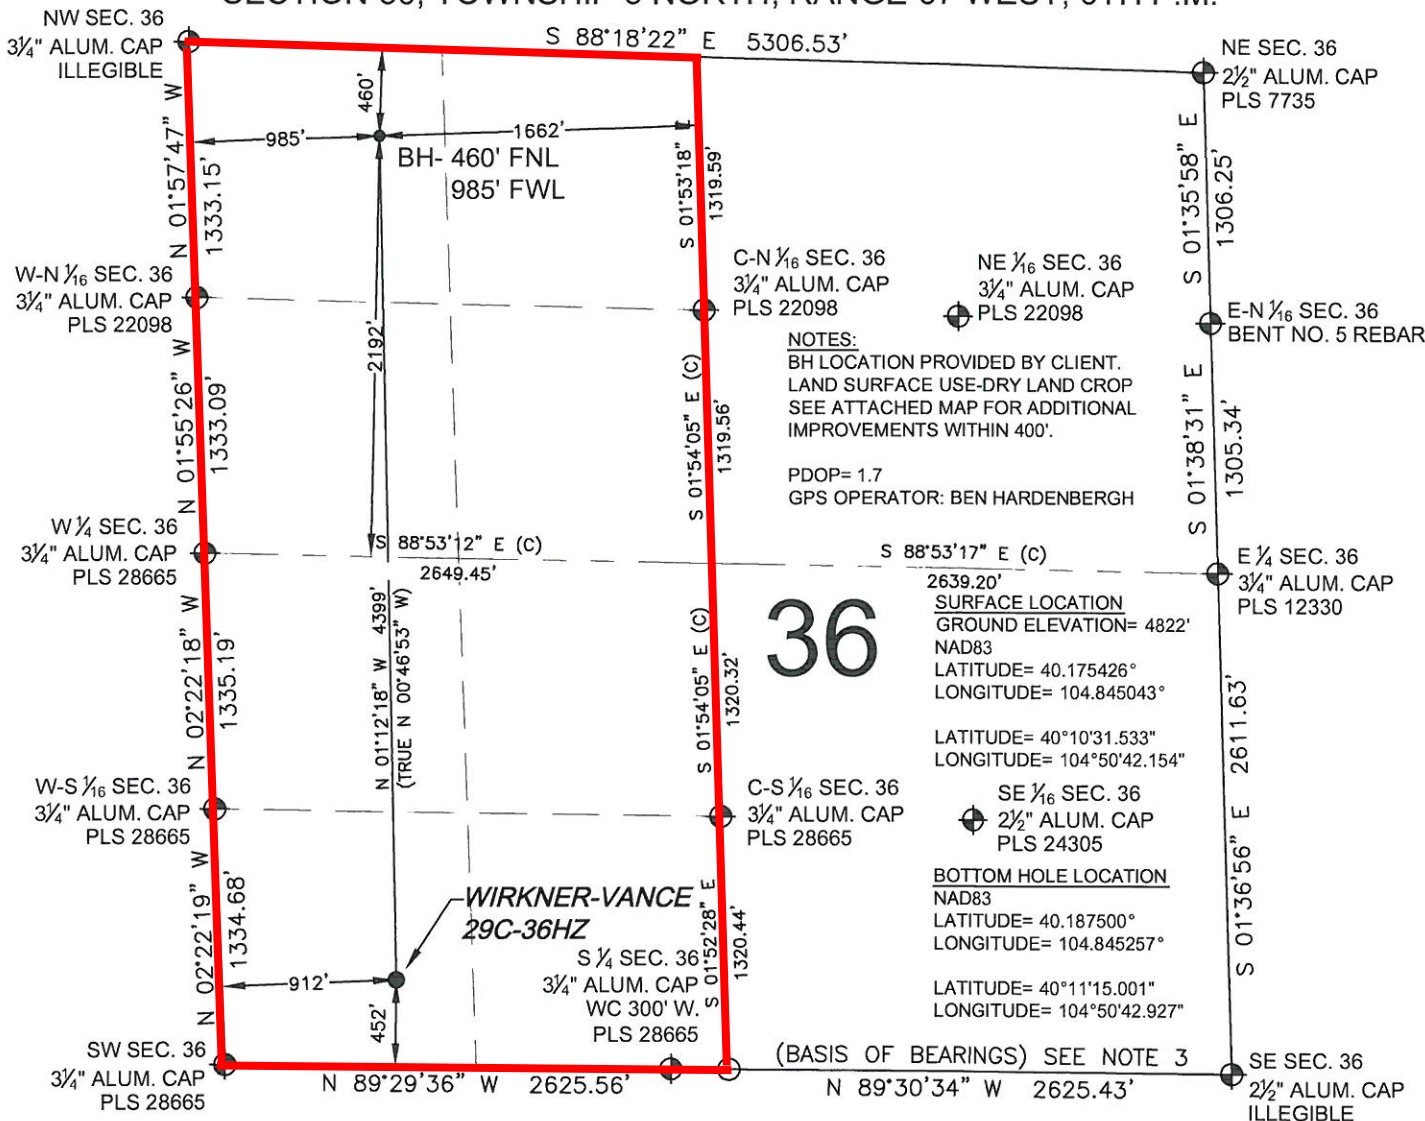 NW SEC. 36
3¼" ALUM. CAP
ILLEGIBLE
S 88°18'22" E 5306.53'
NE SEC. 36
2½" ALUM. CAP
PLS 7735
N 01°57'47" W
1333.15'
460'
985'
1662'
BH- 460' FNL
985' FWL
S 01°53'18" E
1319.59'
S 01°35'58" E
1306.25'
W-N 1/16 SEC. 36
3¼" ALUM. CAP
PLS 22098
C-N 1/16 SEC. 36
3¼" ALUM. CAP
PLS 22098
NE 1/16 SEC. 36
3¼" ALUM. CAP
PLS 22098
E-N 1/16 SEC. 36
BENT NO. 5 REBAR
NOTES:
BH LOCATION PROVIDED BY CLIENT.
LAND SURFACE USE-DRY LAND CROP
SEE ATTACHED MAP FOR ADDITIONAL
IMPROVEMENTS WITHIN 400'.
PDOP= 1.7
GPS OPERATOR: BEN HARDENBERGH
N 01°55'26" W
1333.09'
2192'
S 01°54'05" E (C)
1319.56'
S 01°38'31" E
1305.34'
W ¼ SEC. 36
3¼" ALUM. CAP
PLS 28665
S 88°53'12" E (C)
2649.45'
S 88°53'17" E (C)
2639.20'
E ¼ SEC. 36
3¼" ALUM. CAP
PLS 12330
36
SURFACE LOCATION
GROUND ELEVATION= 4822'
NAD83
LATITUDE= 40.175426°
LONGITUDE= 104.845043°
LATITUDE= 40°10'31.533"
LONGITUDE= 104°50'42.154"
N 02°22'18" W
1335.19'
N 01°12'18" W 4399'
(TRUE N 00°46'53" W)
S 01°54'05" E (C)
1320.32'
S 01°36'56" E 2611.63'
W-S 1/16 SEC. 36
3¼" ALUM. CAP
PLS 28665
C-S 1/16 SEC. 36
3¼" ALUM. CAP
PLS 28665
SE 1/16 SEC. 36
2½" ALUM. CAP
PLS 24305
BOTTOM HOLE LOCATION
NAD83
LATITUDE= 40.187500°
LONGITUDE= 104.845257°
LATITUDE= 40°11'15.001"
LONGITUDE= 104°50'42.927"
N 02°22'19" W
1334.68'
WIRKNER-VANCE
29C-36HZ
912'
452'
S ¼ SEC. 36
3¼" ALUM. CAP
WC 300' W.
PLS 28665
S 01°52'28" E
1320.44'
SW SEC. 36
3¼" ALUM. CAP
PLS 28665
N 89°29'36" W 2625.56'
(BASIS OF BEARINGS) SEE NOTE 3
N 89°30'34" W 2625.43'
SE SEC. 36
2½" ALUM. CAP
ILLEGIBLE